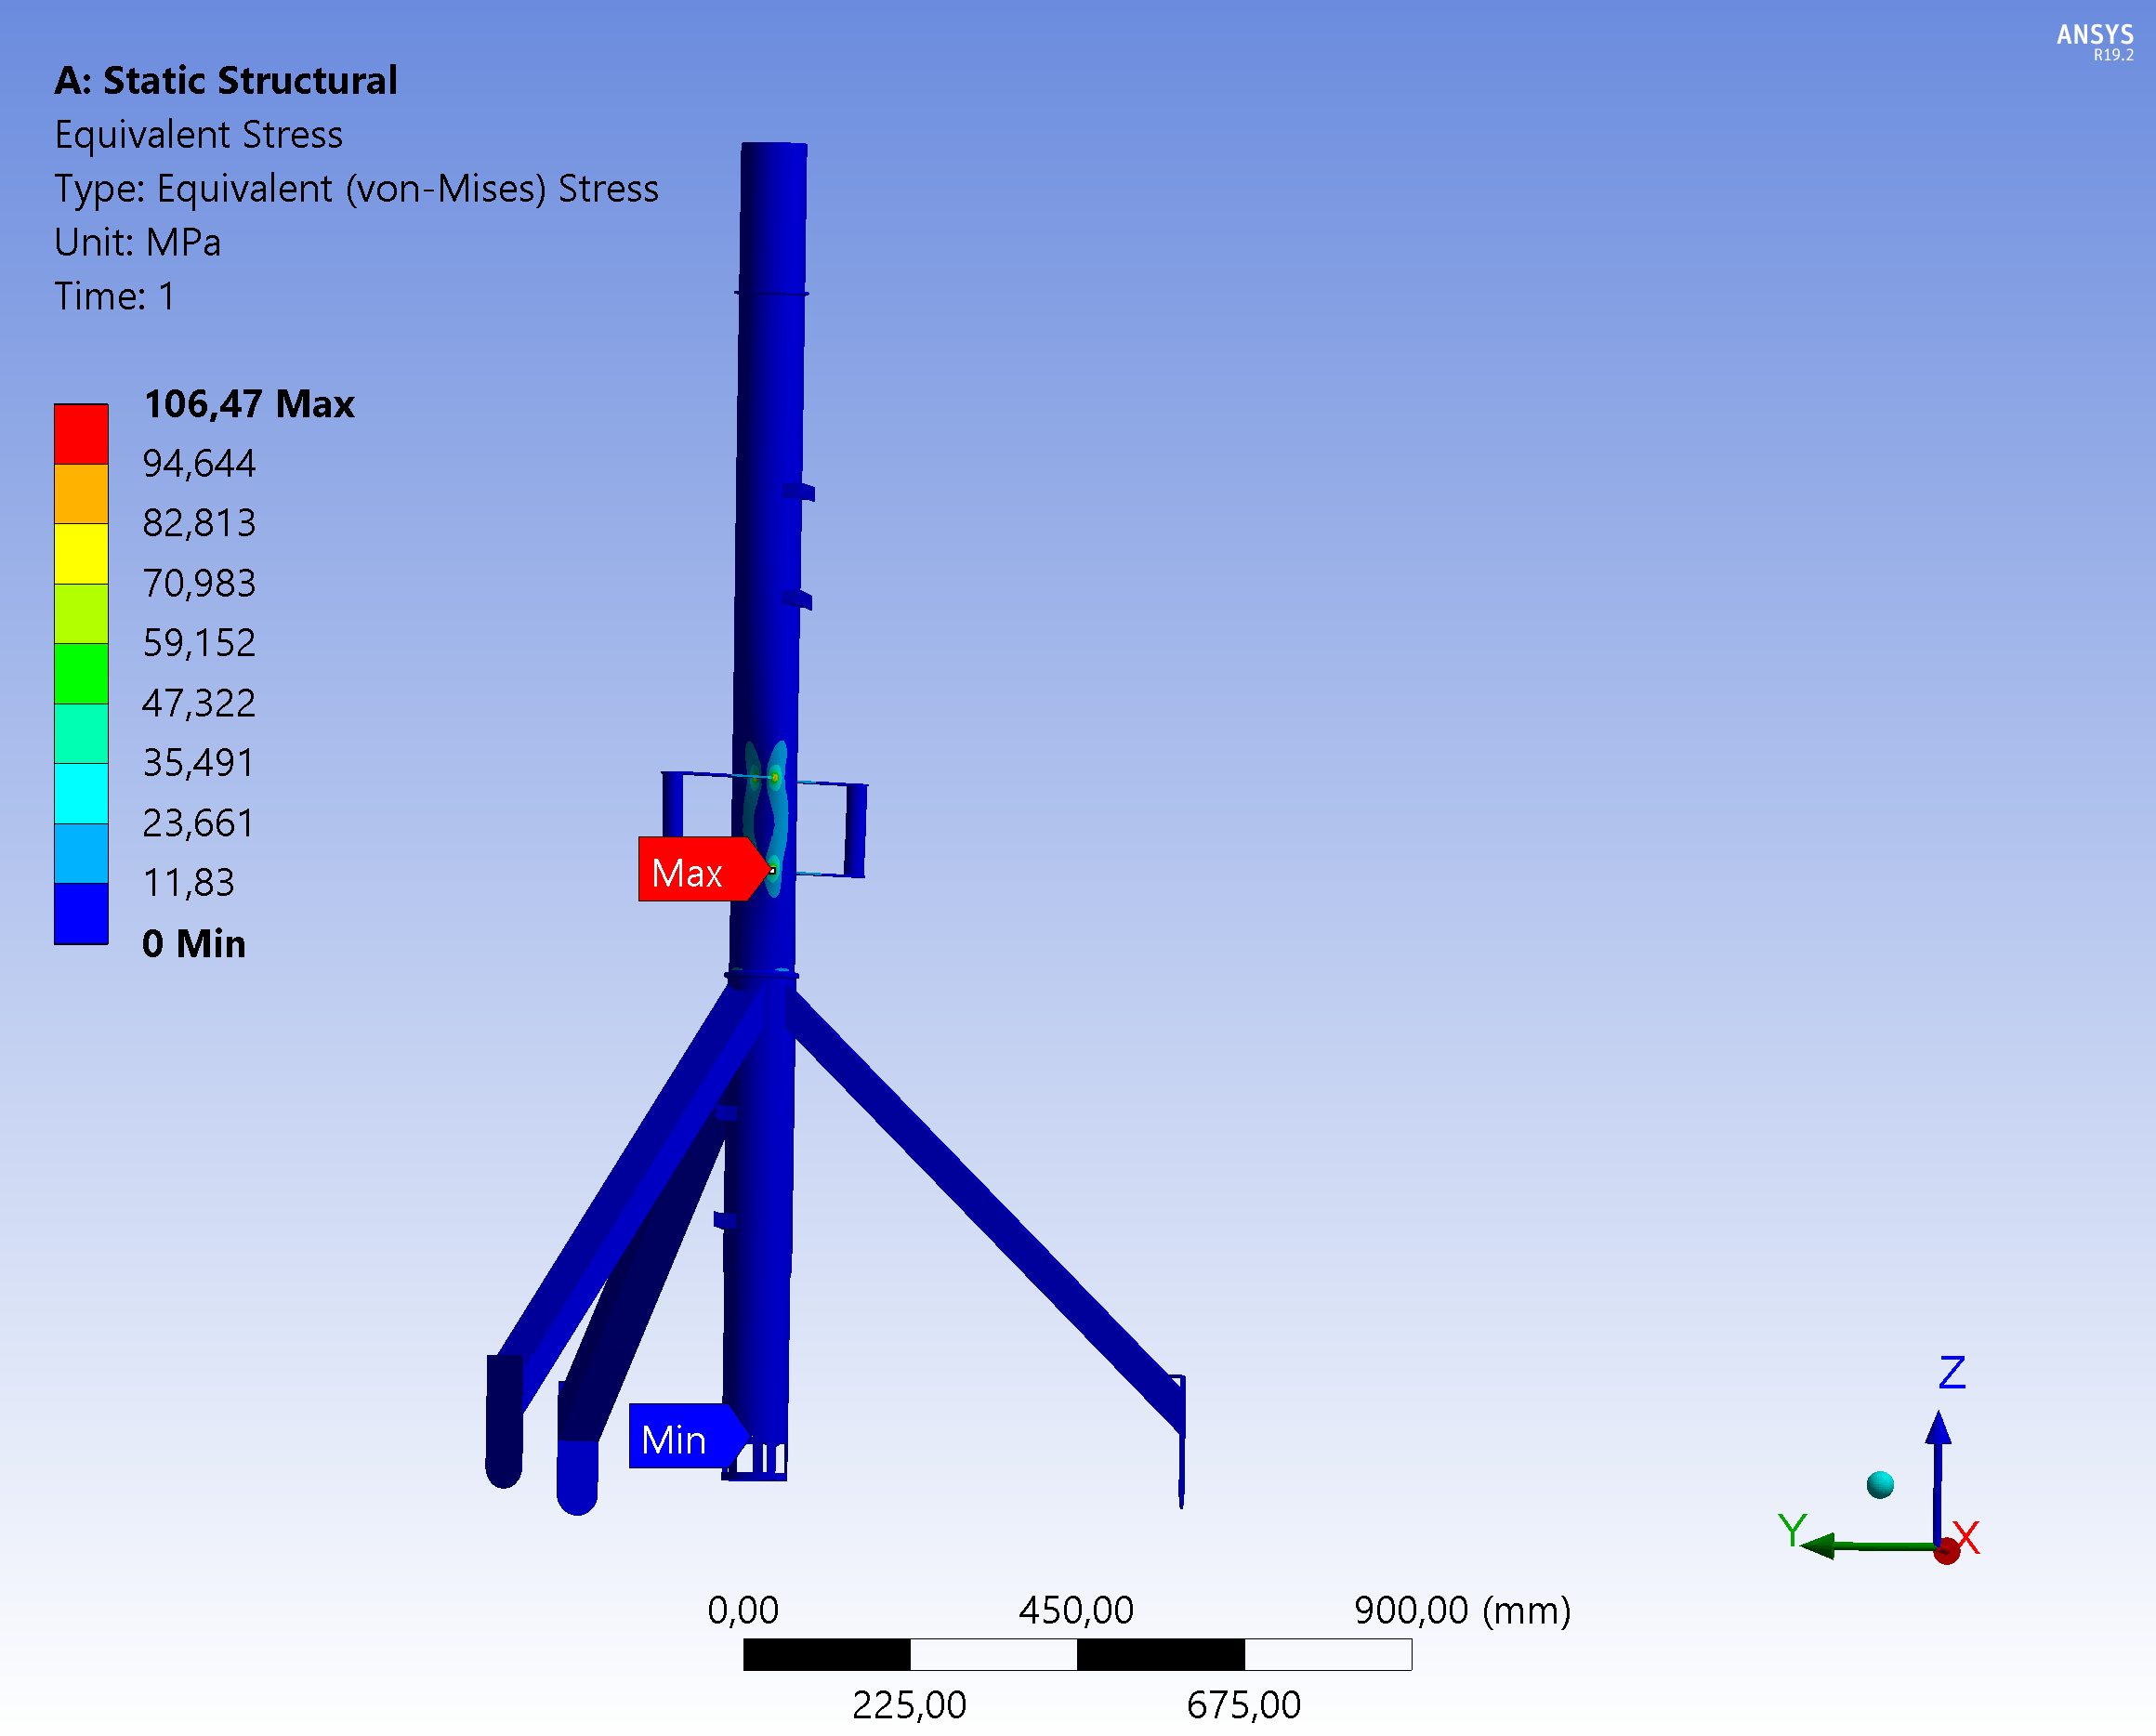 ANSYS
R19.2
A: Static Structural
Equivalent Stress
Type: Equivalent (von-Mises) Stress
Unit: MPa
Time: 1
106,47 Max
94,644
82,813
70,983
59,152
47,322
35,491
23,661
11,83
0 Min
Max
Min
Z
Y
X
0,00 450,00 900,00 (mm)
225,00 675,00